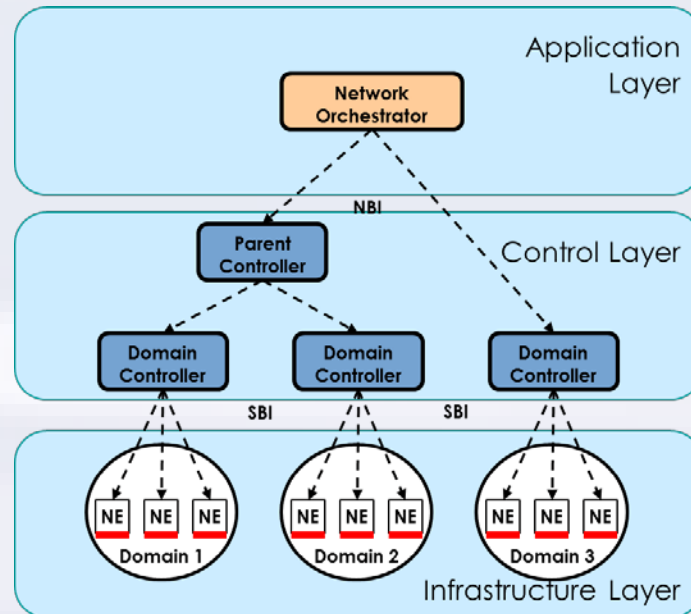 Application
Layer
Network
Orchestrator
NBI
Parent
Controller
Control Layer
Domain
Controller
Domain
Controller
Domain
Controller
SBI
SBI
NE NE NE
NE NE NE
NE NE NE
Domain 1
Domain 2
Domain 3
Infrastructure Layer